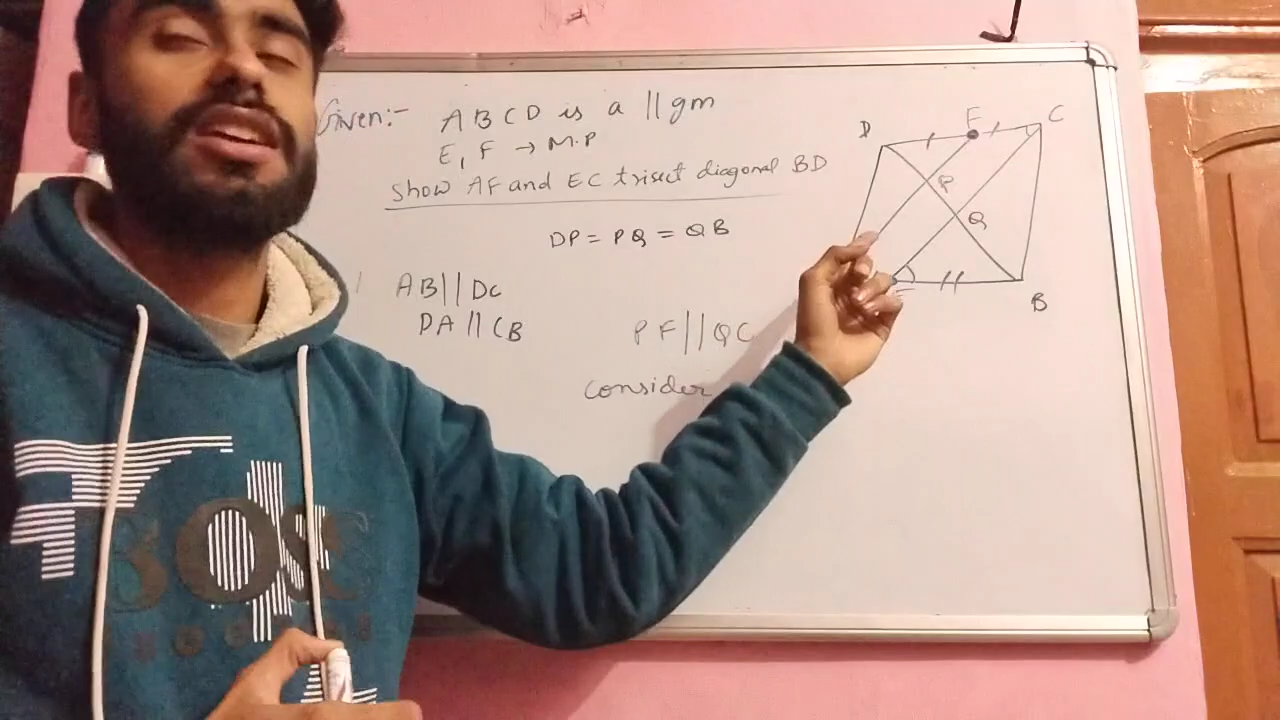 Given:- ABCD is a ||gm
E, F → M.P
show AF and EC trisect diagonal BD
DP = PQ = QB
AB||DC
DA || CB
PF||QC
consider
D F C
P
Q
E
B